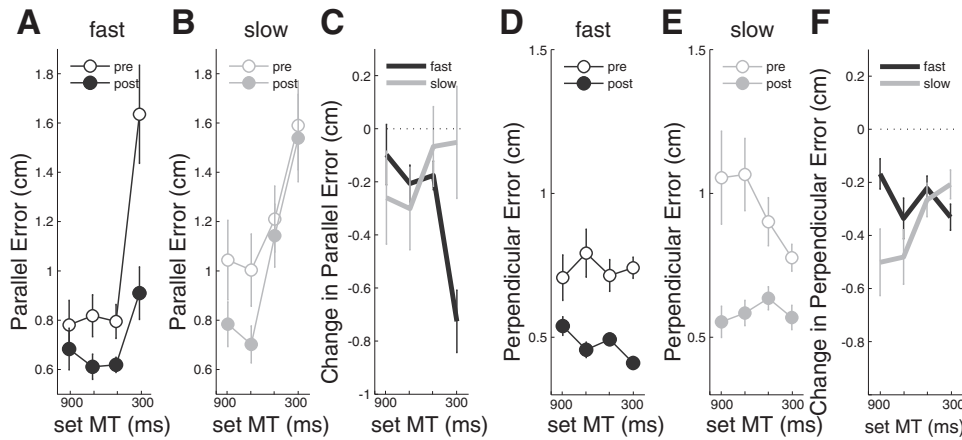 A fast
pre
post
Parallel Error (cm)
1.8
1.6
1.4
1.2
1
0.8
0.6
900 300
set MT (ms)
B slow
pre
post
Parallel Error (cm)
1.8
1.6
1.4
1.2
1
0.8
0.6
900 300
set MT (ms)
C
fast
slow
Change in Parallel Error (cm)
0.2
0
-0.2
-0.4
-0.6
-0.8
-1
900 300
set MT (ms)
D fast
pre
post
Perpendicular Error (cm)
1.5
1
0.5
900 300
set MT (ms)
E slow
pre
post
Perpendicular Error (cm)
1.5
1
0.5
900 300
set MT (ms)
F
fast
slow
Change in Perpendicular Error (cm)
0.2
0
-0.2
-0.4
-0.6
-0.8
900 300
set MT (ms)